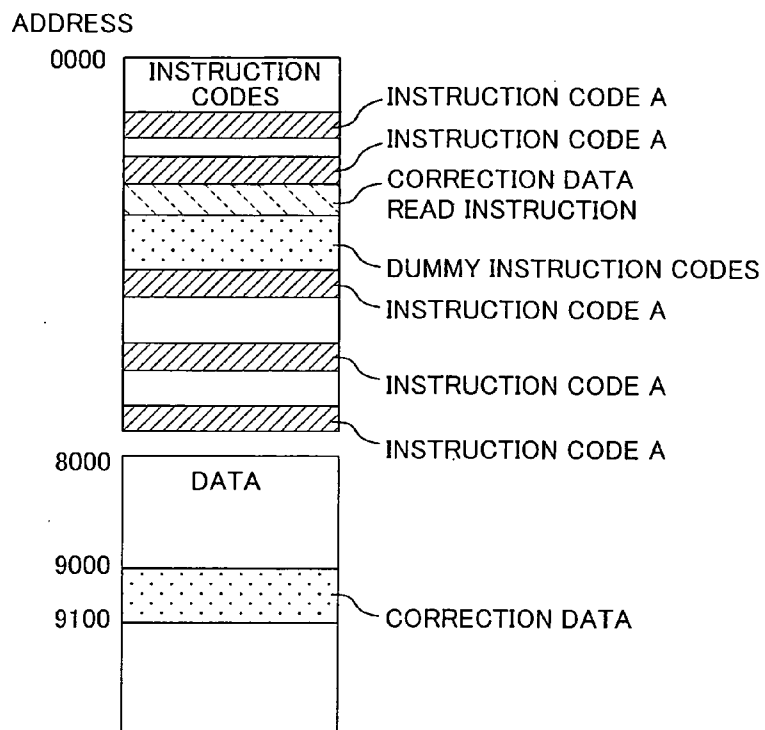 ADDRESS
0000
INSTRUCTION
CODES
INSTRUCTION CODE A
INSTRUCTION CODE A
CORRECTION DATA
READ INSTRUCTION
DUMMY INSTRUCTION CODES
INSTRUCTION CODE A
INSTRUCTION CODE A
INSTRUCTION CODE A
8000
DATA
9000
9100
CORRECTION DATA